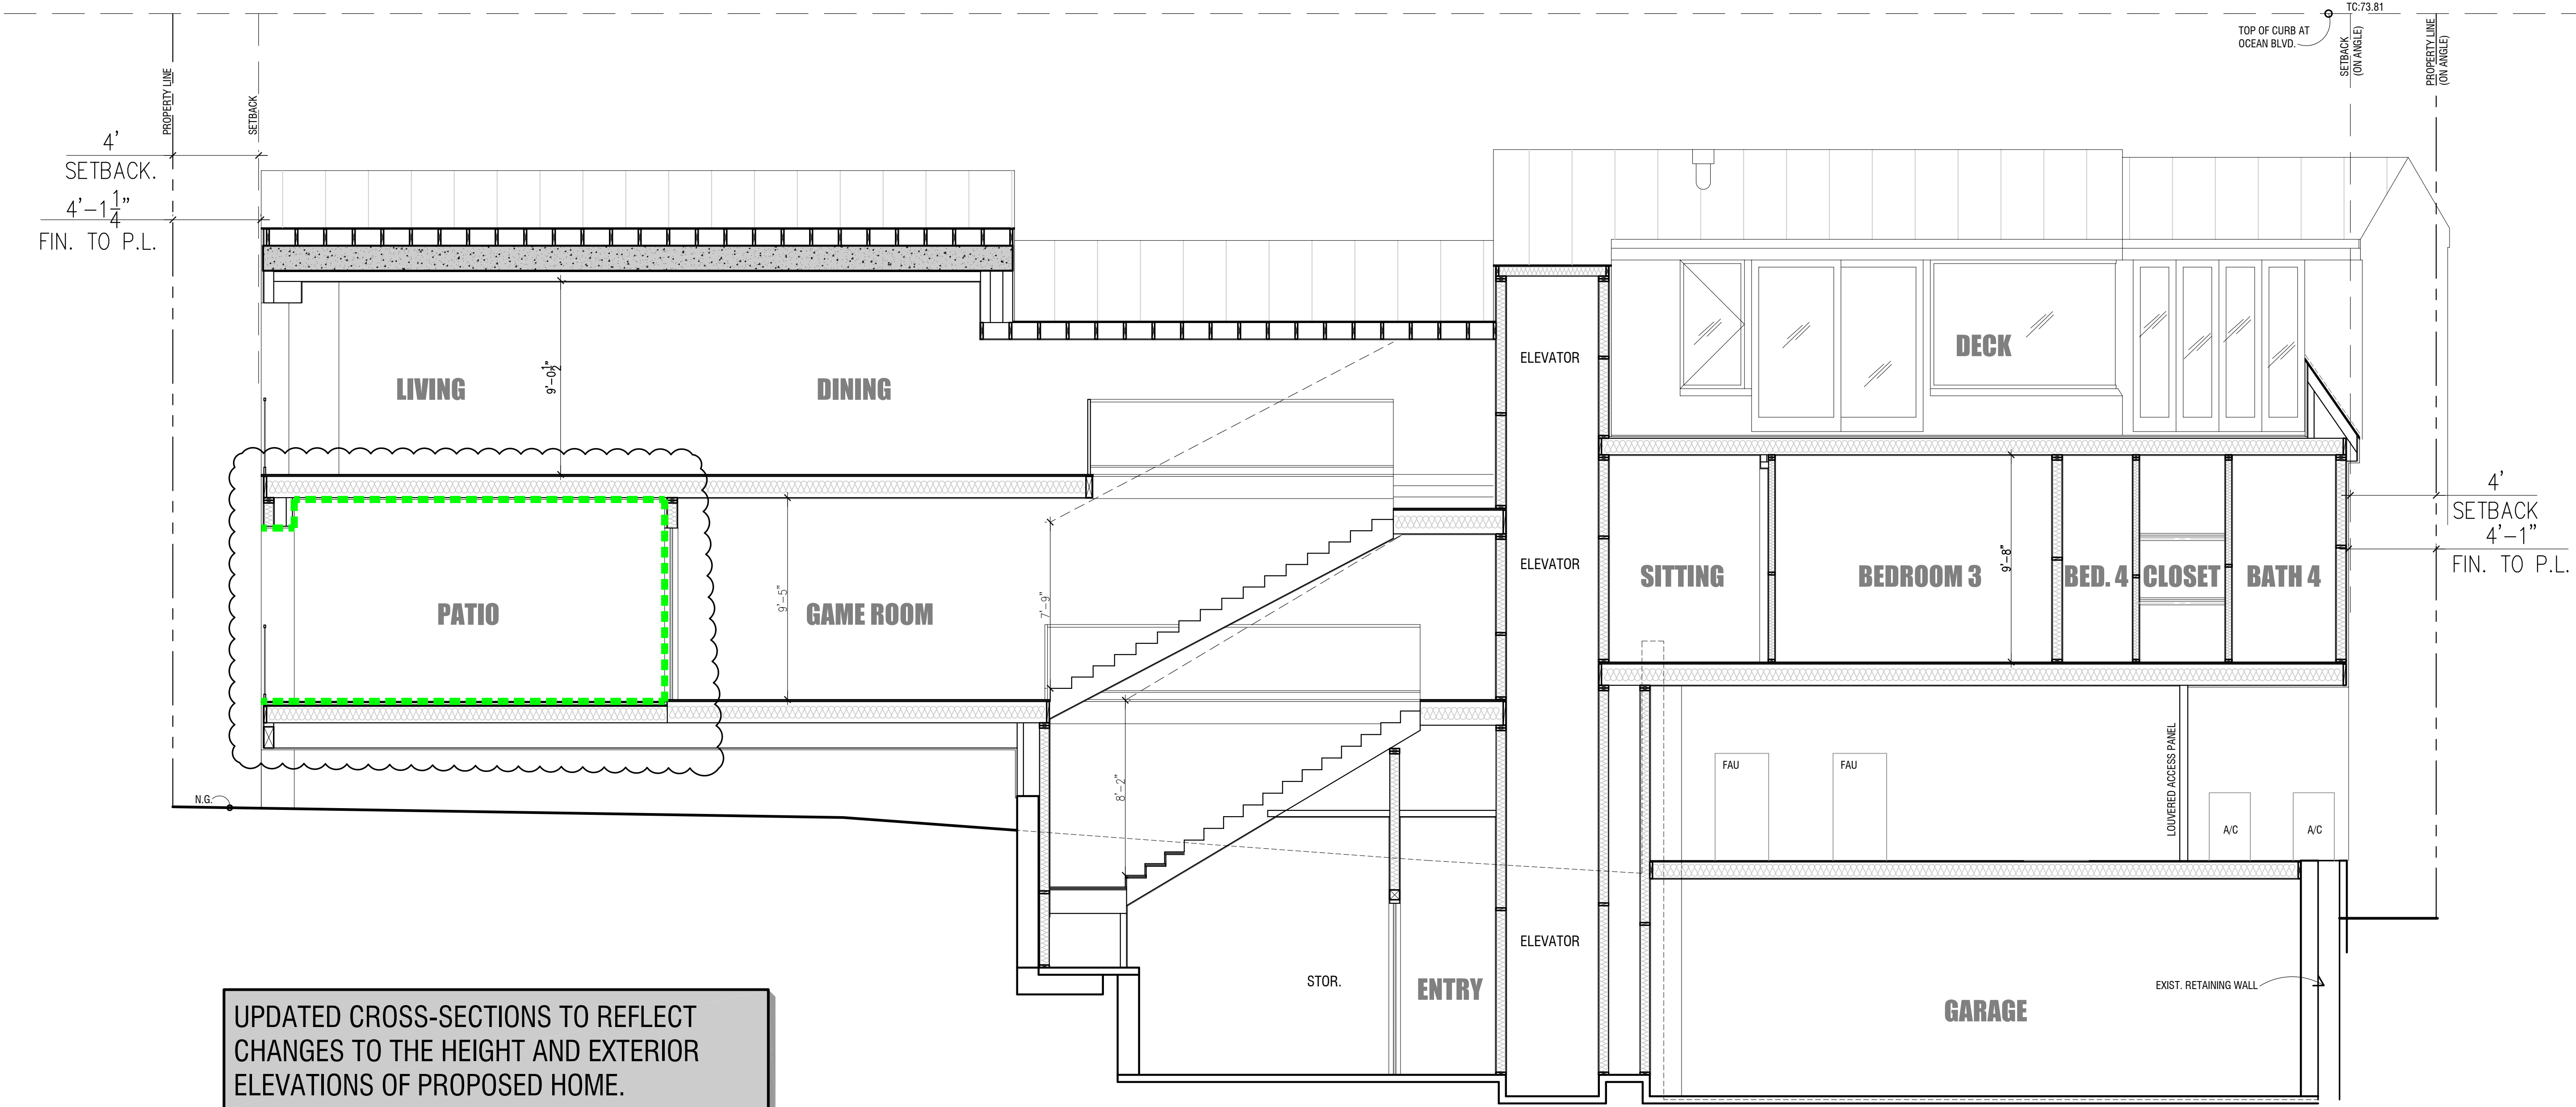 TC:73.81
TOP OF CURB AT
OCEAN BLVD.
SETBACK
(ON ANGLE)
PROPERTY LINE
(ON ANGLE)
PROPERTY LINE
SETBACK
4'
SETBACK.
4'-1 1/4"
FIN. TO P.L.
LIVING
9'-0 1/2"
DINING
ELEVATOR
DECK
4'
SETBACK
4'-1"
FIN. TO P.L.
PATIO
9'-5"
GAME ROOM
7'-9"
ELEVATOR
SITTING
BEDROOM 3
9'-8"
BED. 4
CLOSET
BATH 4
N.G.
8'-2"
FAU
FAU
LOUVERED ACCESS PANEL
A/C
A/C
ELEVATOR
STOR.
ENTRY
GARAGE
EXIST. RETAINING WALL
UPDATED CROSS-SECTIONS TO REFLECT
CHANGES TO THE HEIGHT AND EXTERIOR
ELEVATIONS OF PROPOSED HOME.